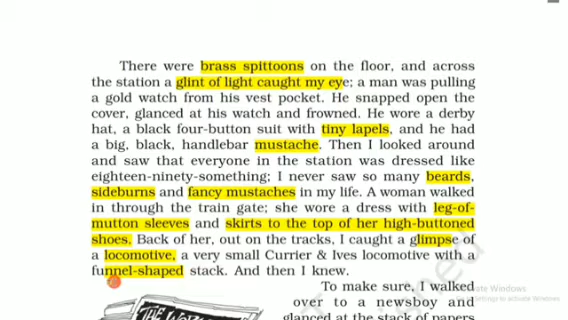 There were brass spittoons on the floor, and across
the station a glint of light caught my eye; a man was pulling
a gold watch from his vest pocket. He snapped open the
cover, glanced at his watch and frowned. He wore a derby
hat, a black four-button suit with tiny lapels, and he had
a big, black, handlebar mustache. Then I looked around
and saw that everyone in the station was dressed like
eighteen-ninety-something; I never saw so many beards,
sideburns and fancy mustaches in my life. A woman walked
in through the train gate; she wore a dress with leg-of-
mutton sleeves and skirts to the top of her high-buttoned
shoes. Back of her, out on the tracks, I caught a glimpse of
a locomotive, a very small Currier & Ives locomotive with a
funnel-shaped stack. And then I knew.
To make sure, I walked
over to a newsboy and
glanced at the stack of papers
THE WORLD
Windows
Settings to activate Windows